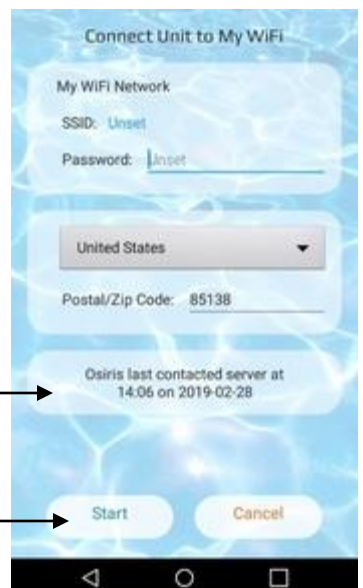 Connect Unit to My WiFi
My WiFi Network
SSID: Unset
Password: Unset
United States
Postal/Zip Code: 85138
Osiris last contacted server at
14:06 on 2019-02-28
Start Cancel